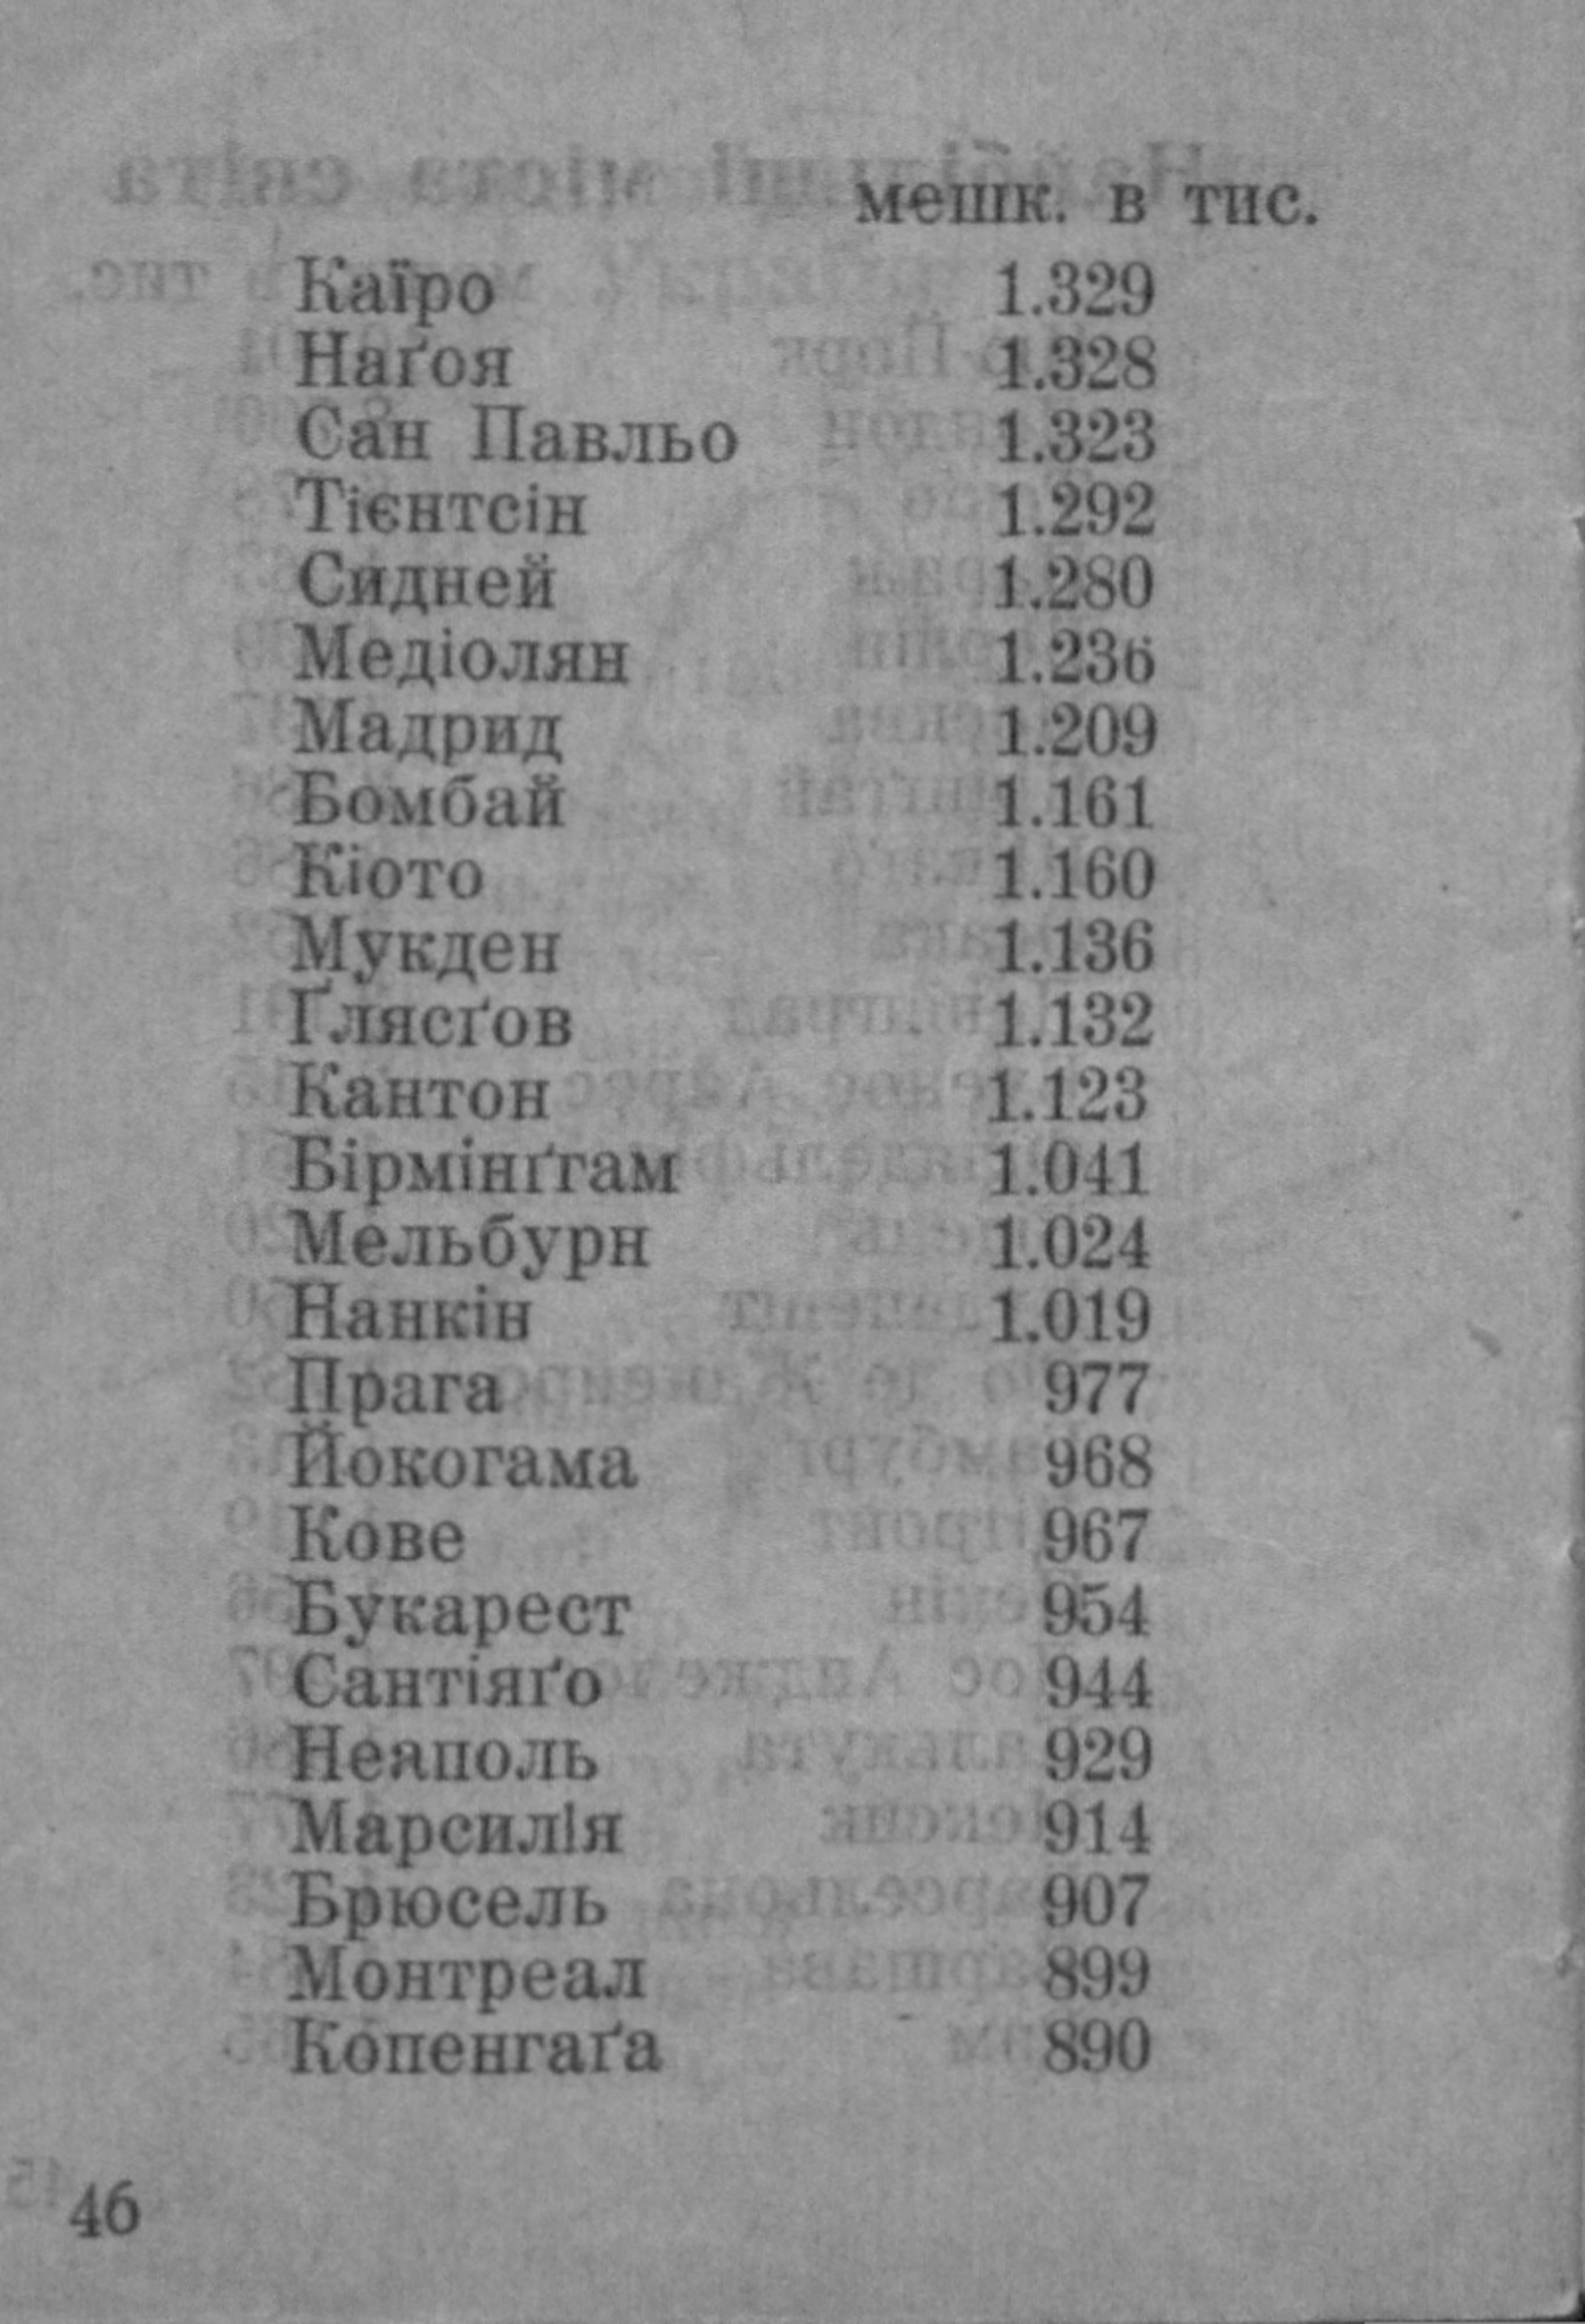 мешк. в тис.
Каїро 1.329
Наґоя 1.328
Сан Павльо 1.323
Тієнтсін 1.292
Сидней 1.280
Медіолян 1.236
Мадрид 1.209
Бомбай 1.161
Кіото 1.160
Мукден 1.136
Ґлясґов 1.132
Кантон 1.123
Бірмінґгам 1.041
Мельбурн 1.024
Нанкін 1.019
Прага 977
Йокогама 968
Кове 967
Букарест 954
Сантіяґо 944
Неаполь 929
Марсилія 914
Брюсель 907
Монтреал 899
Копенгаґа 890
46